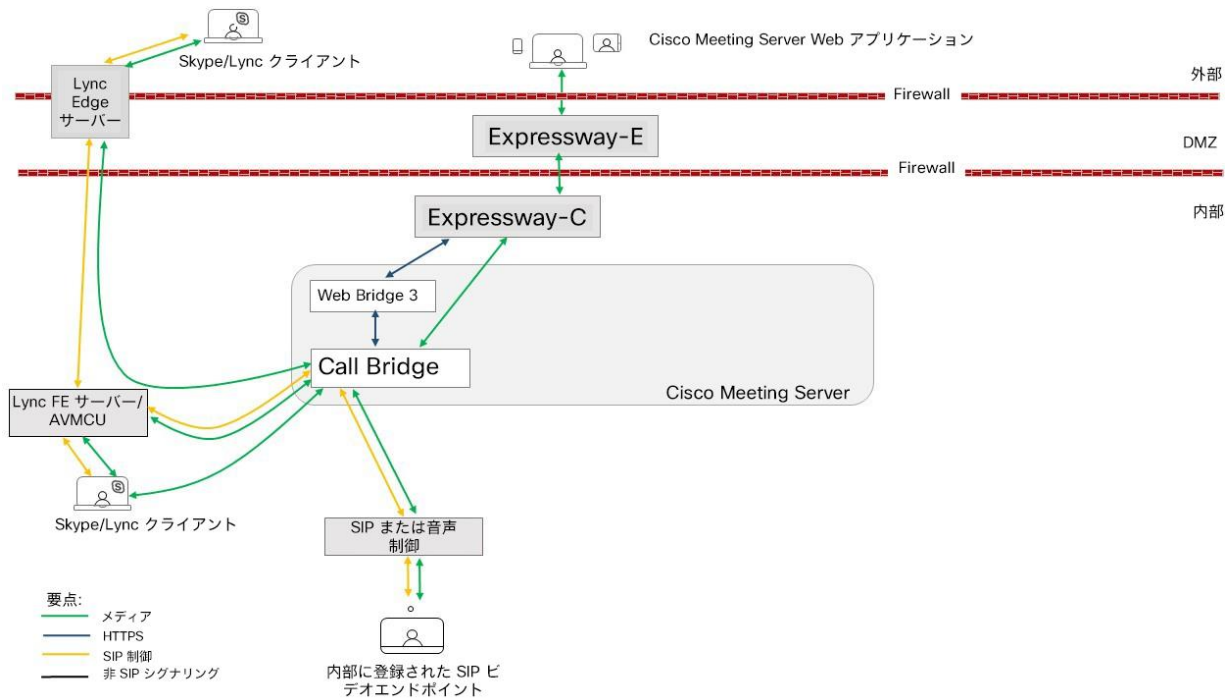 Skype/Lync クライアント
Cisco Meeting Server Web アプリケーション
外部
Lync
Edge
サーバー
Firewall
Expressway-E
DMZ
Firewall
Expressway-C
内部
Web Bridge 3
Call Bridge
Cisco Meeting Server
Lync FE サーバー/
AVMCU
Skype/Lync クライアント
SIP または音声
制御
要点:
メディア
HTTPS
SIP 制御
非 SIP シグナリング
内部に登録された SIP ビ
デオエンドポイント